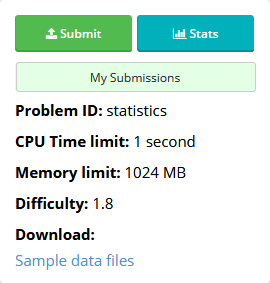 Submit
Stats
My Submissions
Problem ID: statistics
CPU Time limit: 1 second
Memory limit: 1024 MB
Difficulty: 1.8
Download:
Sample data files